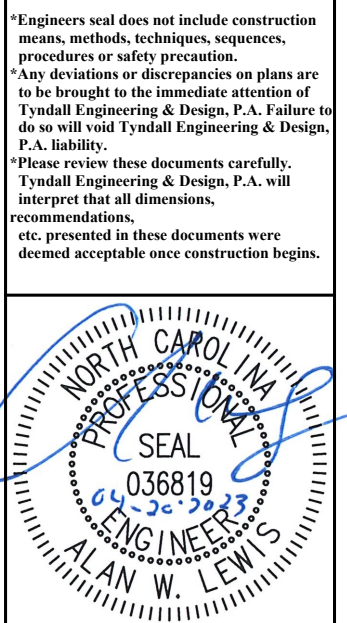 *Engineers seal does not include construction
means, methods, techniques, sequences,
procedures or safety precaution.
*Any deviations or discrepancies on plans are
to be brought to the immediate attention of
Tyndall Engineering & Design, P.A. Failure to
do so will void Tyndall Engineering & Design,
P.A. liability.
*Please review these documents carefully.
Tyndall Engineering & Design, P.A. will
interpret that all dimensions,
recommendations,
etc. presented in these documents were
deemed acceptable once construction begins.
NORTH CAROLINA
PROFESSIONAL
SEAL
036819
04-20-2023
ENGINEER
ALAN W. LEWIS